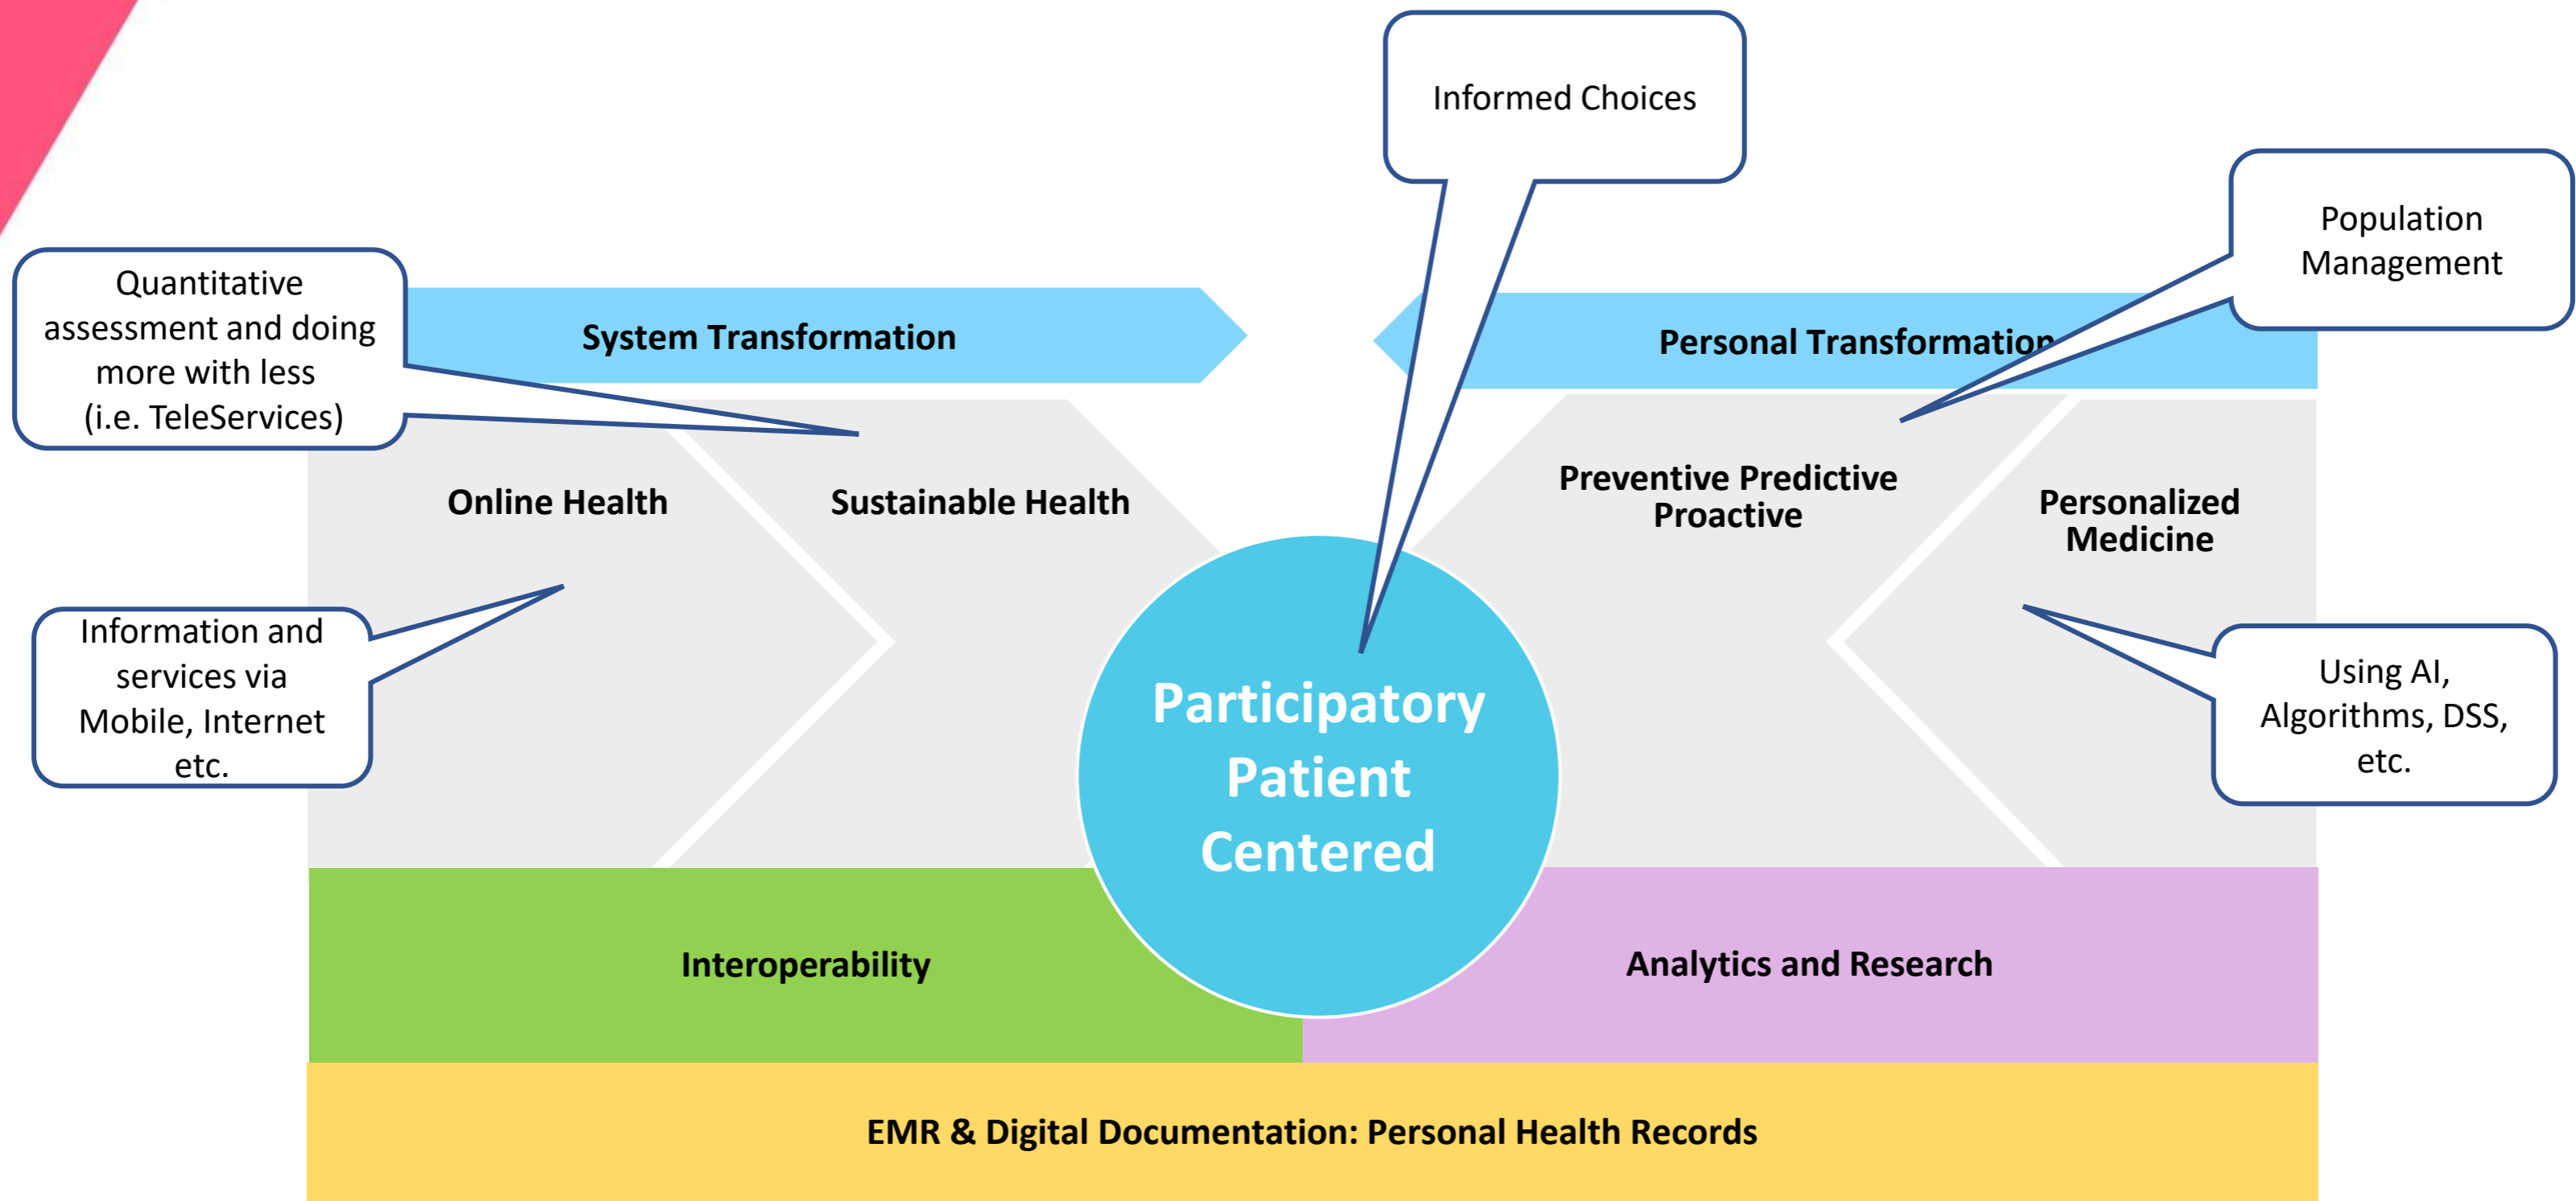 Informed Choices
Population
Management
Quantitative
assessment and doing
more with less
(i.e. TeleServices)
System Transformation
Personal Transformation
Online Health
Sustainable Health
Preventive Predictive
Proactive
Personalized
Medicine
Information and
services via
Mobile, Internet
etc.
Participatory
Patient
Centered
Using AI,
Algorithms, DSS,
etc.
Interoperability
Analytics and Research
EMR & Digital Documentation: Personal Health Records